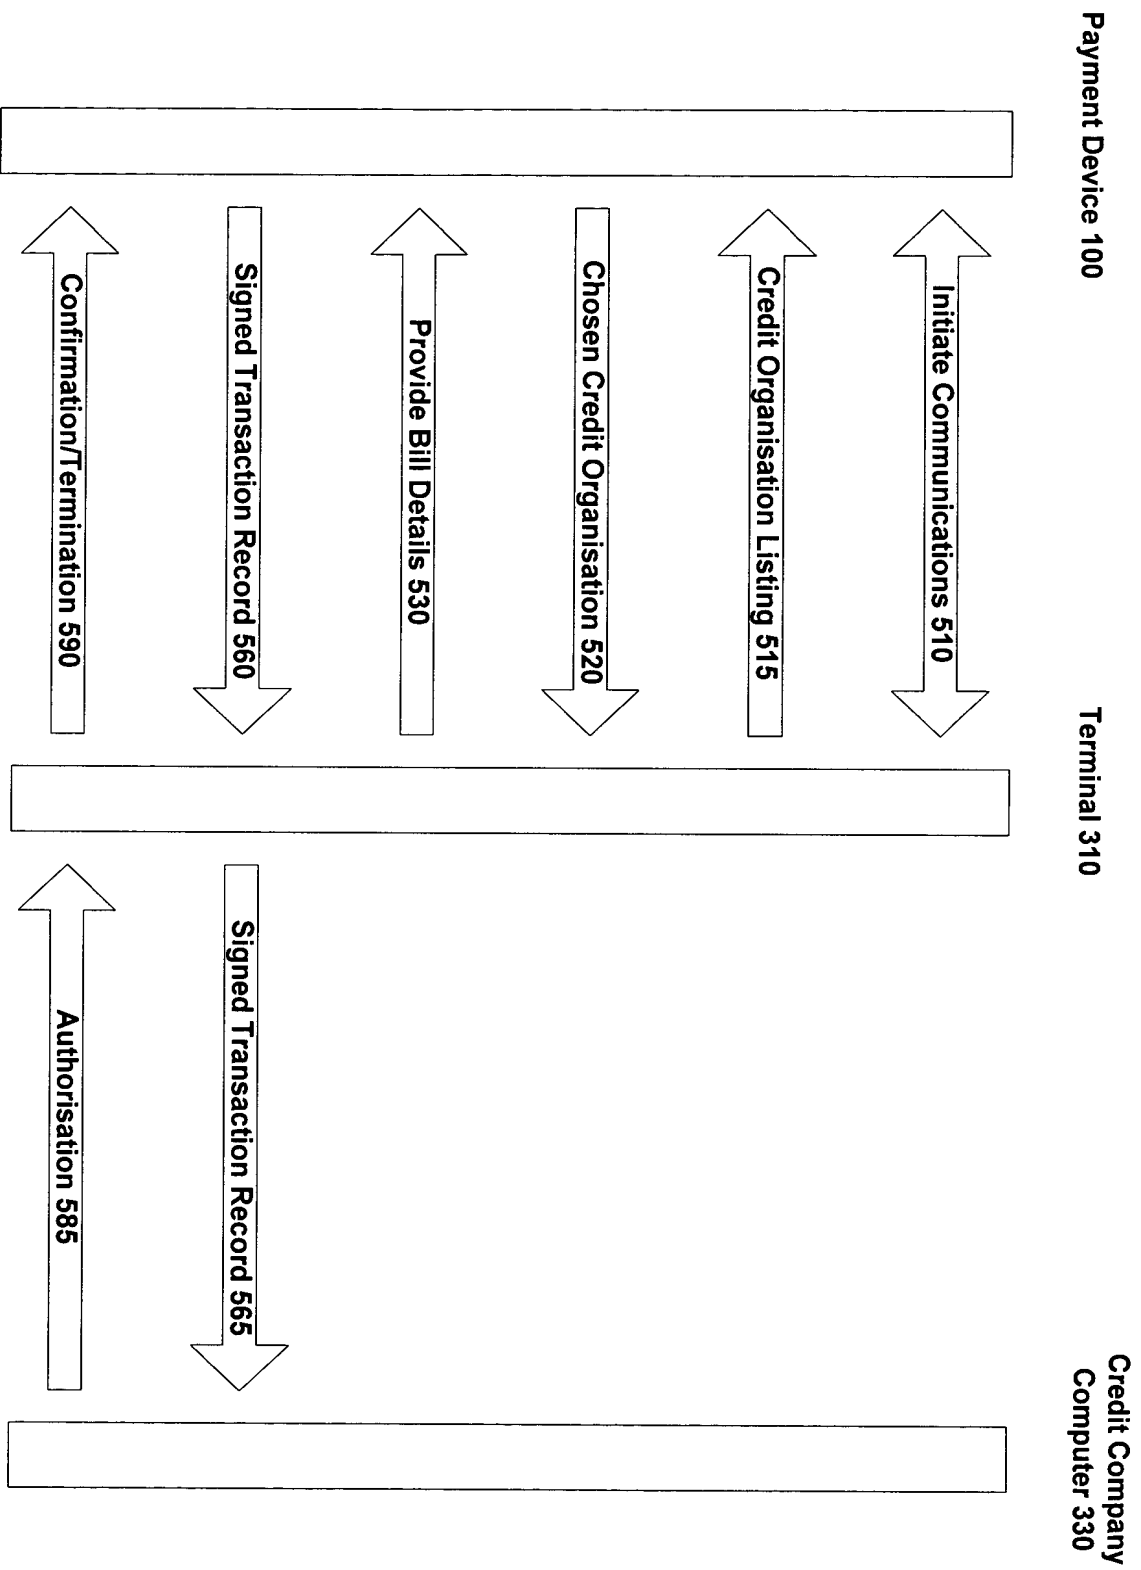 Payment Device 100
Terminal 310
Credit Company
Computer 330
Initiate Communications 510
Credit Organisation Listing 515
Chosen Credit Organisation 520
Provide Bill Details 530
Signed Transaction Record 560
Signed Transaction Record 565
Confirmation/Termination 590
Authorisation 585